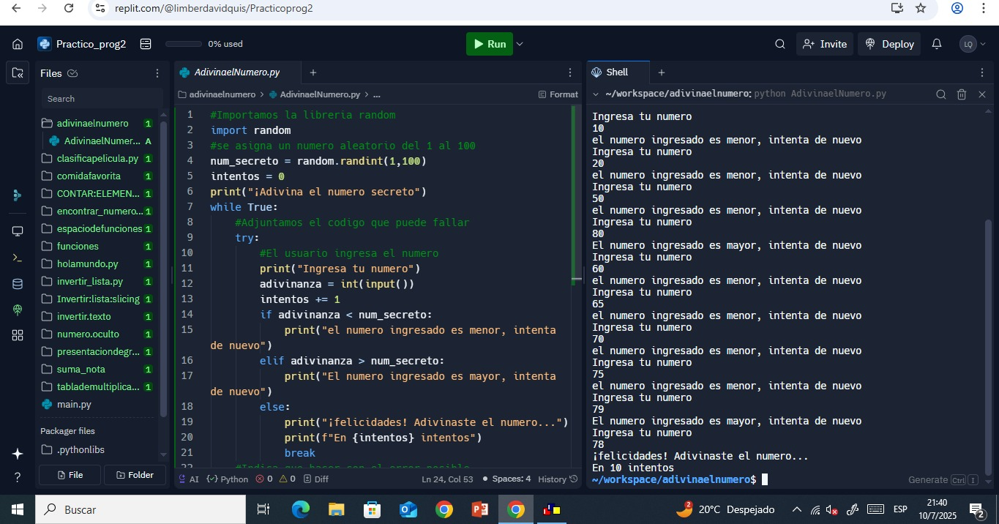 replit.com/@limberdavidquis/Practicoprog2
Practico_prog2
0% used
Run
Invite
Deploy
LQ
Files
Search
adivinaelnumero 1
AdivinaelNumer... A
clasificapelicula.py 1
comidafavorita 1
CONTAR:ELEMEN... 1
encontrar_numero... 1
espaciodefunciones 1
funciones 1
holamundo.py 1
invertir_lista.py 1
Invertir:lista:slicing 1
invertir.texto 1
numero.oculto 1
presentaciondegr... 1
suma_nota 1
tablademultiplica... 1
main.py
Packager files
.pythonlibs
File
Folder
AdivinaelNumero.py
adivinaelnumero > AdivinaelNumero.py > ...
Format
1 #Importamos la libreria random
2 import random
3 #se asigna un numero aleatorio del 1 al 100
4 num_secreto = random.randint(1,100)
5 intentos = 0
6 print("¡Adivina el numero secreto")
7 while True:
8 #Adjuntamos el codigo que puede fallar
9 try:
10 #El usuario ingresa el numero
11 print("Ingresa tu numero")
12 adivinanza = int(input())
13 intentos += 1
14 if adivinanza < num_secreto:
15 print("el numero ingresado es menor, intenta
de nuevo")
16 elif adivinanza > num_secreto:
17 print("El numero ingresado es mayor, intenta
de nuevo")
18 else:
19 print("¡felicidades! Adivinaste el numero...")
20 print(f"En {intentos} intentos")
21 break
22 #Indica que hacer con el error posible
AI
Python
0
0
Diff
Ln 24, Col 53
Spaces: 4
History
Shell
~/workspace/adivinaelnumero: python AdivinaelNumero.py
Ingresa tu numero
10
el numero ingresado es menor, intenta de nuevo
Ingresa tu numero
20
el numero ingresado es menor, intenta de nuevo
Ingresa tu numero
50
el numero ingresado es menor, intenta de nuevo
Ingresa tu numero
80
El numero ingresado es mayor, intenta de nuevo
Ingresa tu numero
60
el numero ingresado es menor, intenta de nuevo
Ingresa tu numero
65
el numero ingresado es menor, intenta de nuevo
Ingresa tu numero
70
el numero ingresado es menor, intenta de nuevo
Ingresa tu numero
75
el numero ingresado es menor, intenta de nuevo
Ingresa tu numero
79
El numero ingresado es mayor, intenta de nuevo
Ingresa tu numero
78
¡felicidades! Adivinaste el numero...
En 10 intentos
~/workspace/adivinaelnumero$
Generate Ctrl I
Buscar
2
20°C Despejado
ESP
21:40
10/7/2025
2